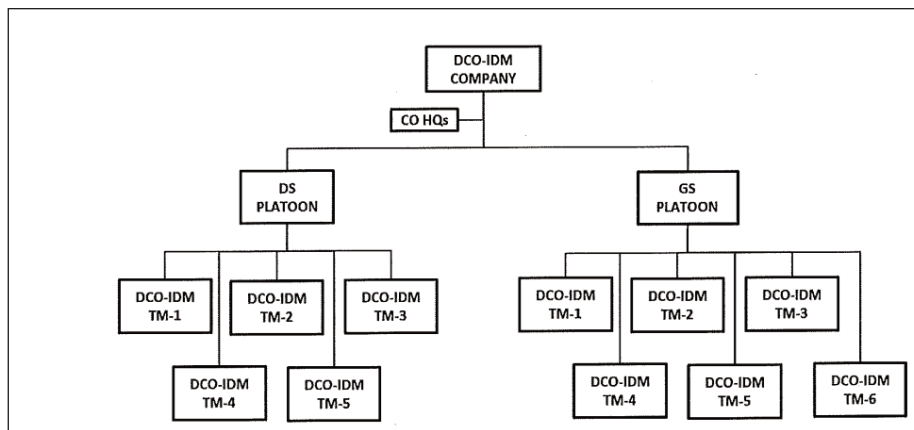 DCO-IDM
COMPANY
CO HQs
DS
PLATOON
GS
PLATOON
DCO-IDM
TM-1
DCO-IDM
TM-2
DCO-IDM
TM-3
DCO-IDM
TM-4
DCO-IDM
TM-5
DCO-IDM
TM-1
DCO-IDM
TM-2
DCO-IDM
TM-3
DCO-IDM
TM-4
DCO-IDM
TM-5
DCO-IDM
TM-6